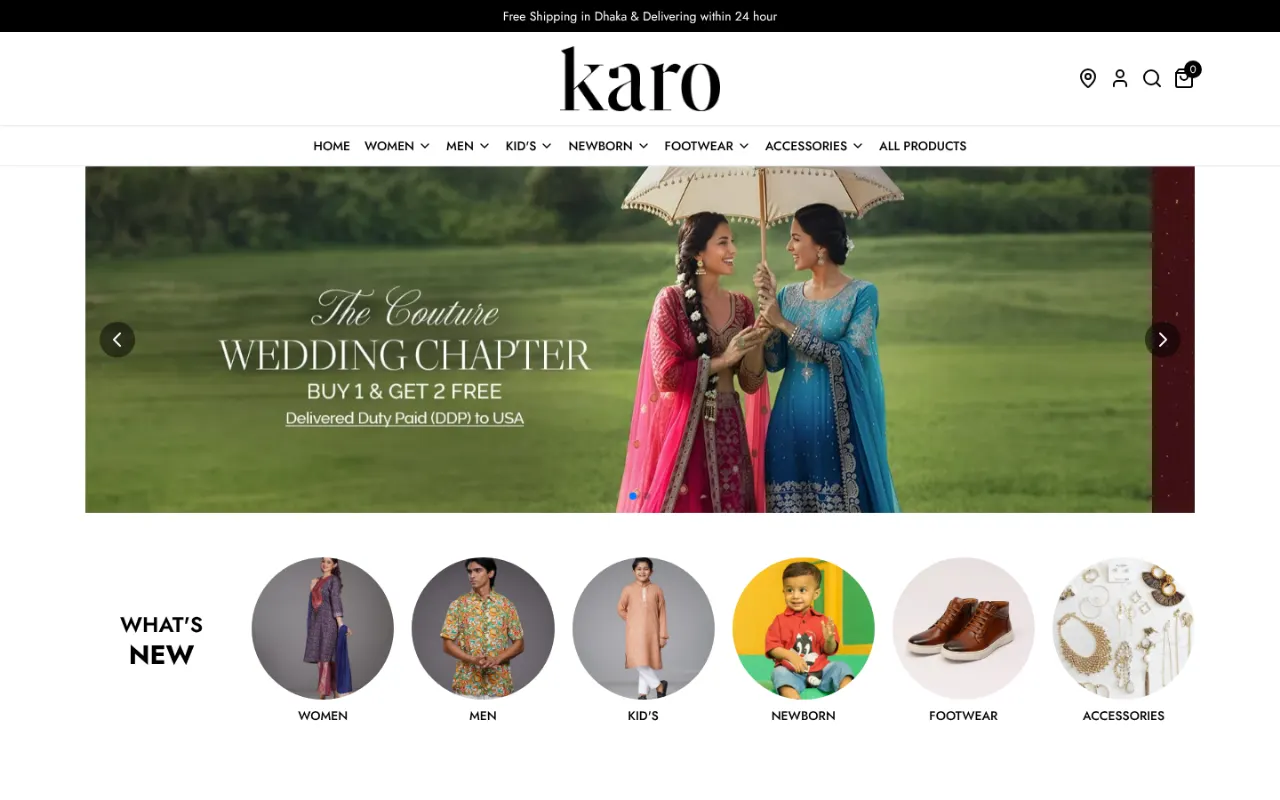 Free Shipping in Dhaka & Delivering within 24 hour
karo
0
HOME WOMEN MEN KID'S NEWBORN FOOTWEAR ACCESSORIES ALL PRODUCTS
The Couture
WEDDING CHAPTER
BUY 1 & GET 2 FREE
Delivered Duty Paid (DDP) to USA
WHAT'S
NEW
WOMEN MEN KID'S NEWBORN FOOTWEAR ACCESSORIES